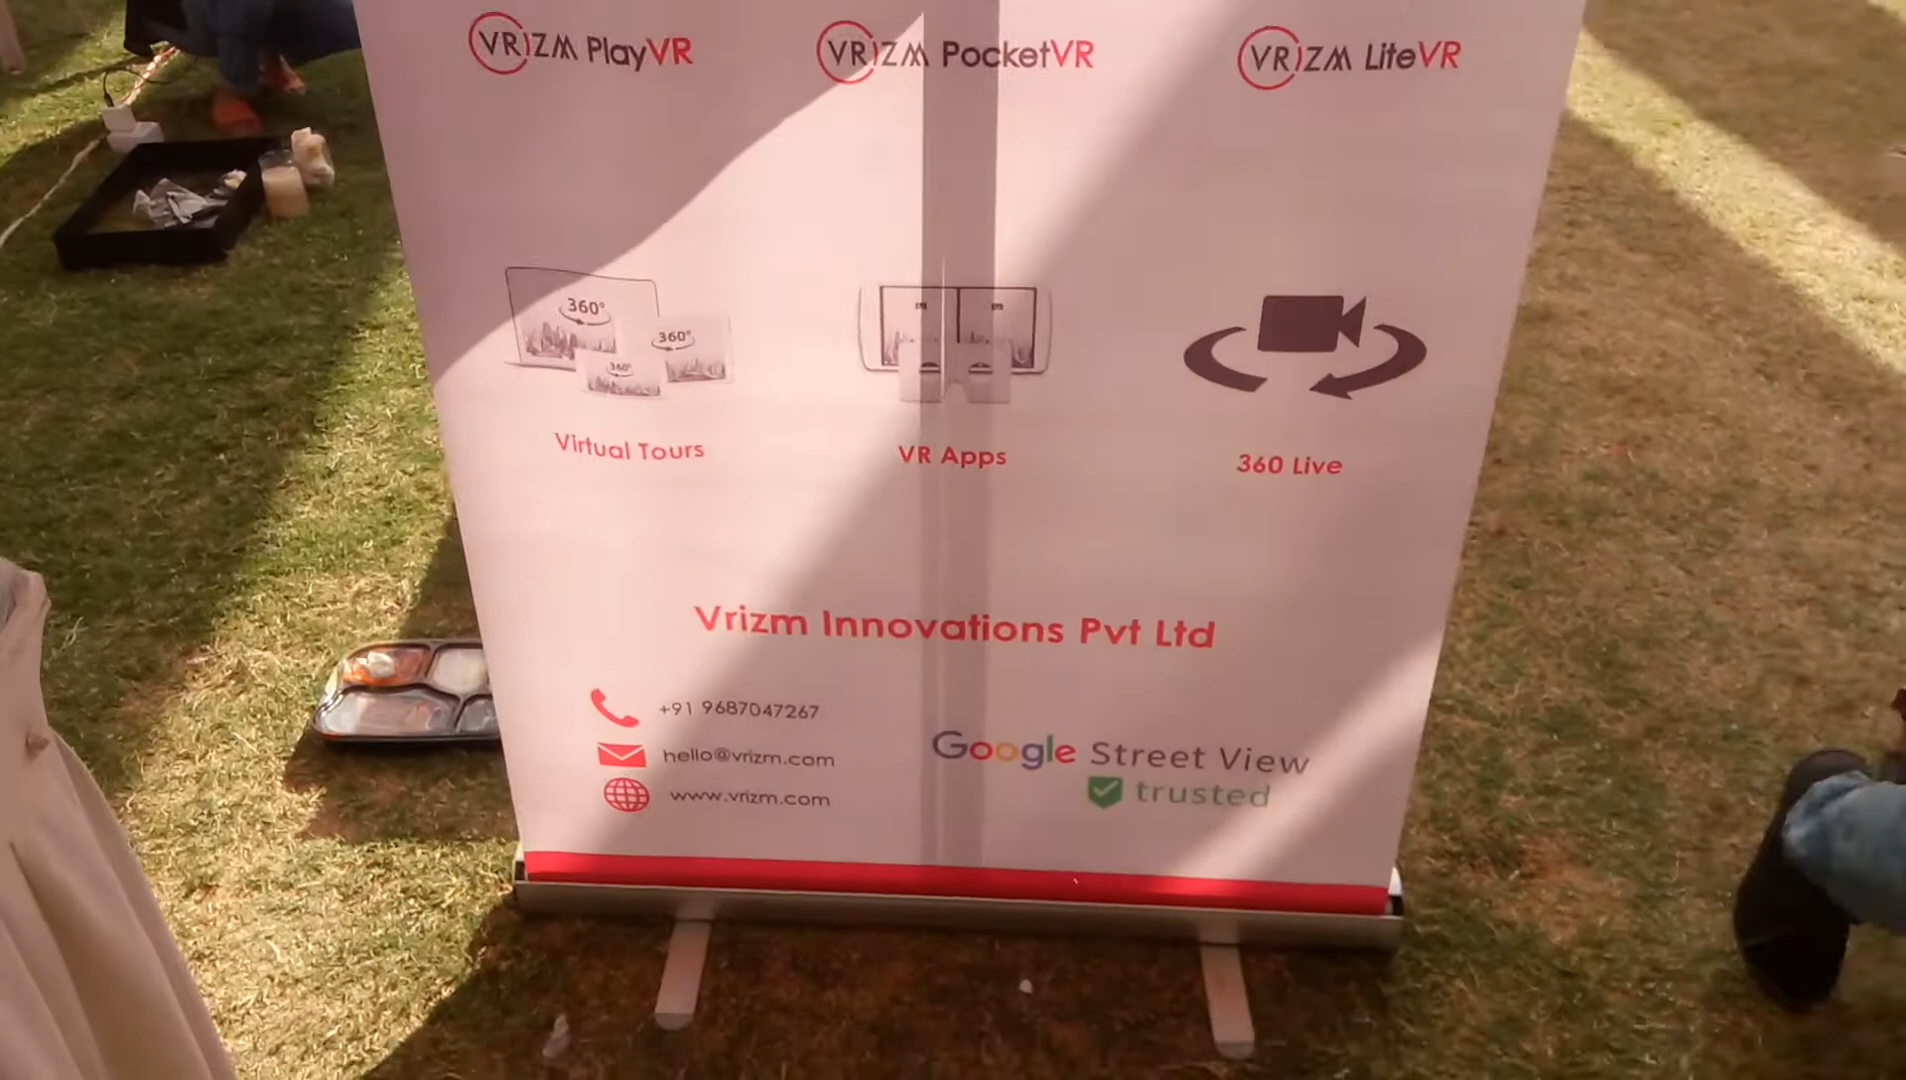 VRIZM PlayVR
VRIZM PocketVR
VRIZM LiteVR
360°
360°
360°
Virtual Tours
VR Apps
360 Live
Vrizm Innovations Pvt Ltd
+91 9687047267
hello@vrizm.com
www.vrizm.com
Google Street View
trusted